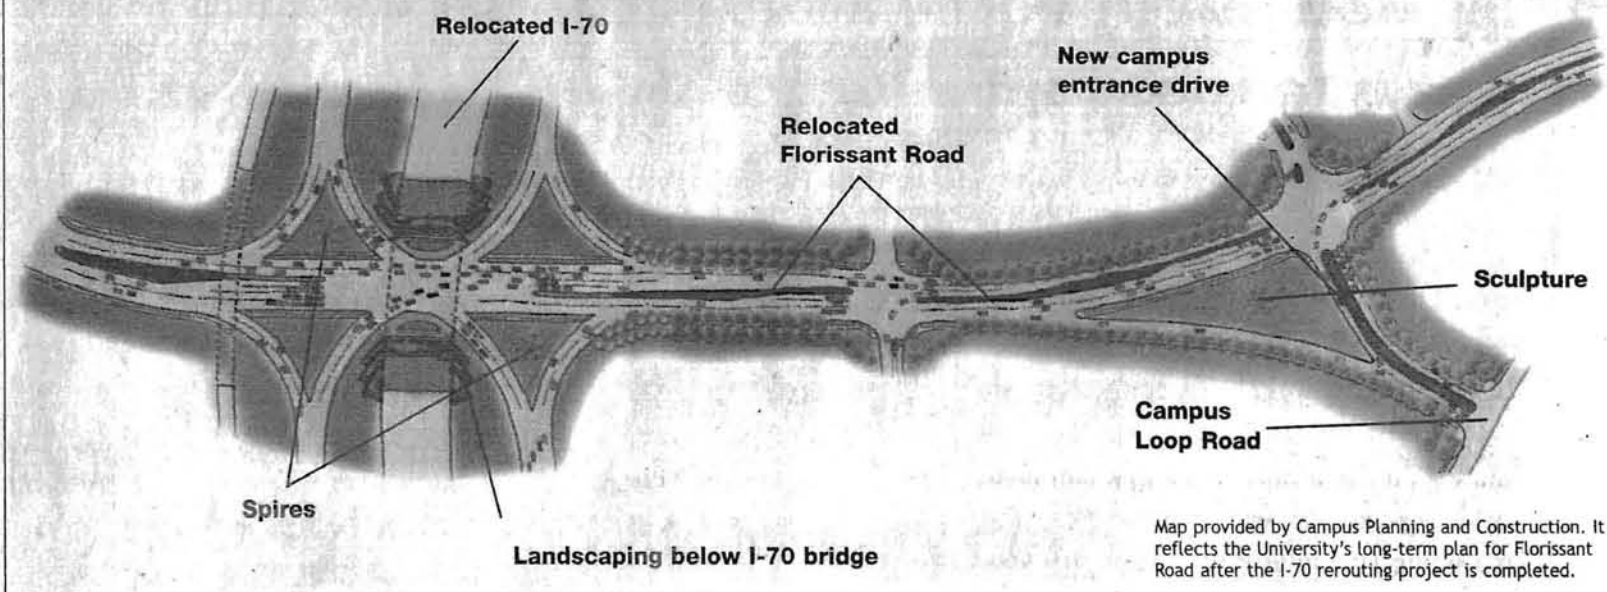 Relocated I-70
New campus
entrance drive
Relocated
Florissant Road
Sculpture
Campus
Loop Road
Spires
Landscaping below I-70 bridge
Map provided by Campus Planning and Construction. It
reflects the University's long-term plan for Florissant
Road after the I-70 rerouting project is completed.